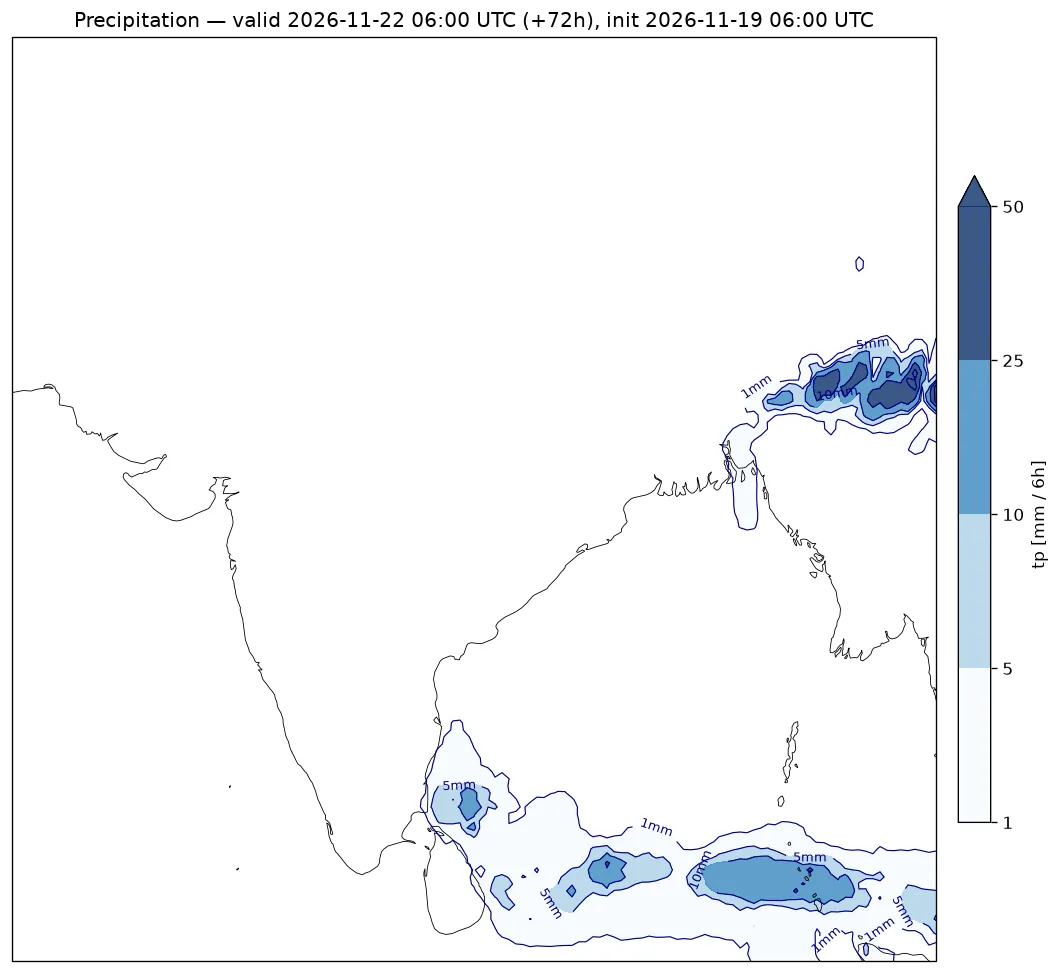 Precipitation — valid 2026-11-22 06:00 UTC (+72h), init 2026-11-19 06:00 UTC
50
25
10
5
1
tp [mm / 6h]
5mm
1mm
10mm
5mm
1mm
5mm
10mm
5mm
5mm
1mm
1mm